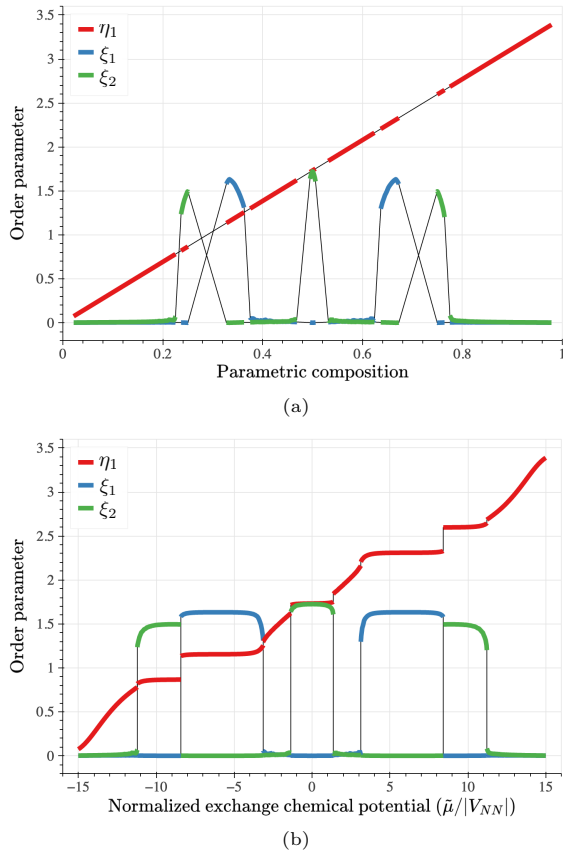 3.5
3
2.5
2
1.5
1
0.5
0
Order parameter
η₁
ξ₁
ξ₂
0 0.2 0.4 0.6 0.8 1
Parametric composition
(a)
3.5
3
2.5
2
1.5
1
0.5
0
Order parameter
η₁
ξ₁
ξ₂
−15 −10 −5 0 5 10 15
Normalized exchange chemical potential (μ̃/|V_NN|)
(b)